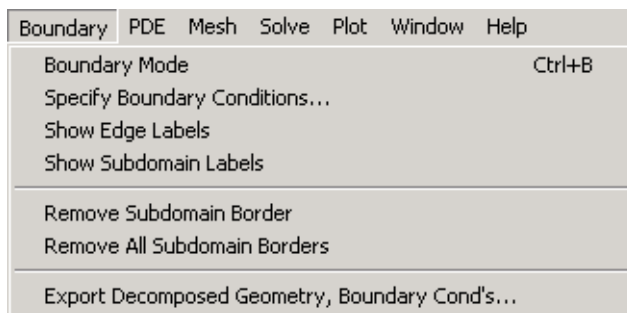 Boundary PDE Mesh Solve Plot Window Help
Boundary Mode Ctrl+B
Specify Boundary Conditions...
Show Edge Labels
Show Subdomain Labels
Remove Subdomain Border
Remove All Subdomain Borders
Export Decomposed Geometry, Boundary Cond's...